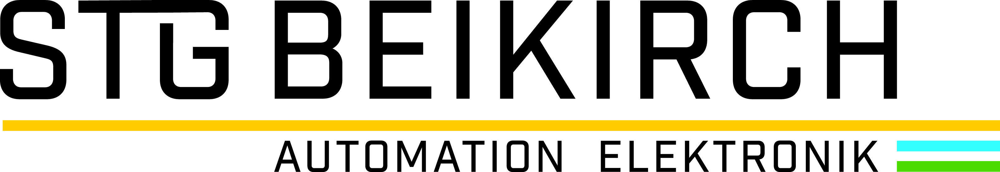 STG BEIKIRCH
AUTOMATION ELEKTRONIK